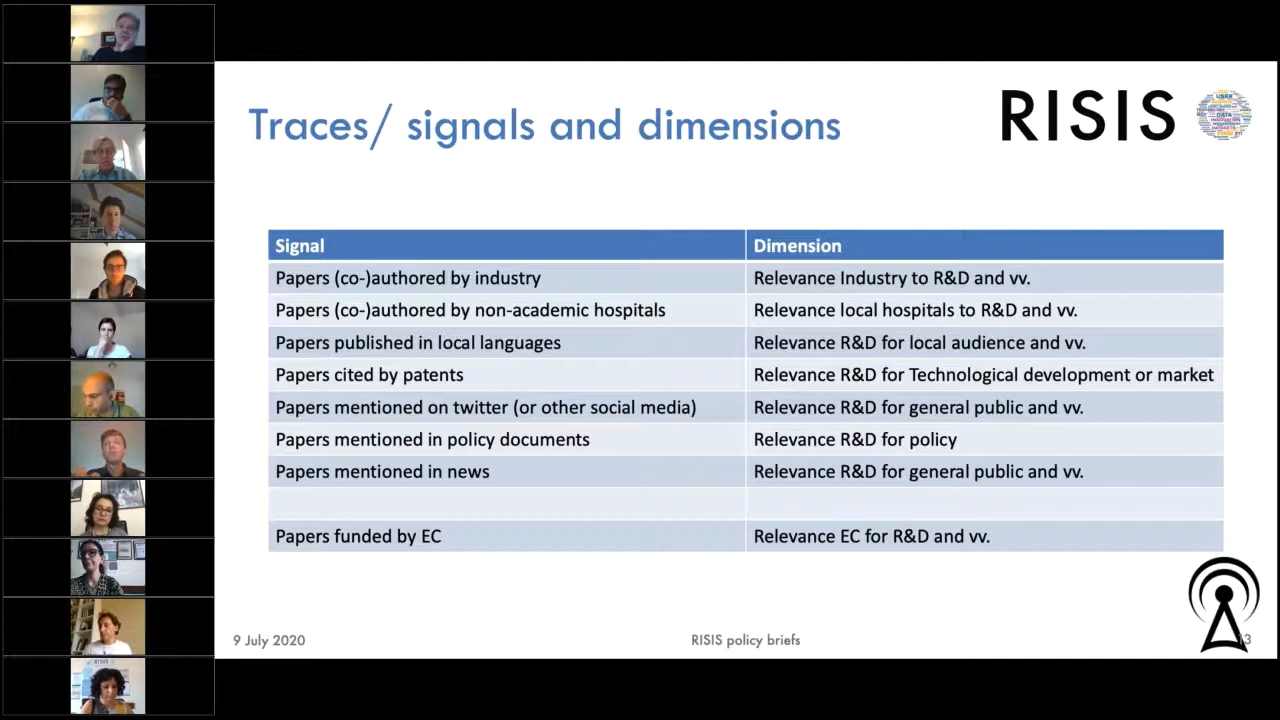 Traces/ signals and dimensions
RISIS
USER
DATA
INNOVATION
DATASETS
Signal Dimension
Papers (co-)authored by industry Relevance Industry to R&D and vv.
Papers (co-)authored by non-academic hospitals Relevance local hospitals to R&D and vv.
Papers published in local languages Relevance R&D for local audience and vv.
Papers cited by patents Relevance R&D for Technological development or market
Papers mentioned on twitter (or other social media) Relevance R&D for general public and vv.
Papers mentioned in policy documents Relevance R&D for policy
Papers mentioned in news Relevance R&D for general public and vv.
Papers funded by EC Relevance EC for R&D and vv.
9 July 2020 RISIS policy briefs 13